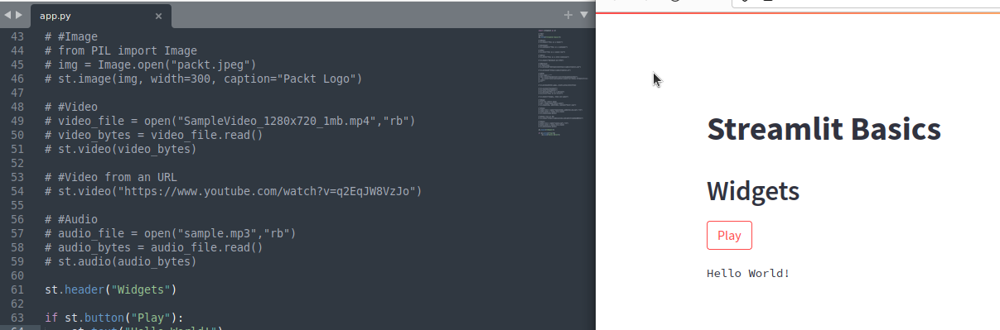 app.py
43 # #Image
44 # from PIL import Image
45 # img = Image.open("packt.jpeg")
46 # st.image(img, width=300, caption="Packt Logo")
47
48 # #Video
49 # video_file = open("SampleVideo_1280x720_1mb.mp4","rb")
50 # video_bytes = video_file.read()
51 # st.video(video_bytes)
52
53 # #Video from an URL
54 # st.video("https://www.youtube.com/watch?v=q2EqJW8VzJo")
55
56 # #Audio
57 # audio_file = open("sample.mp3","rb")
58 # audio_bytes = audio_file.read()
59 # st.audio(audio_bytes)
60
61 st.header("Widgets")
62
63 if st.button("Play"):
64 st.text("Hello World!")
Streamlit Basics
Widgets
Play
Hello World!